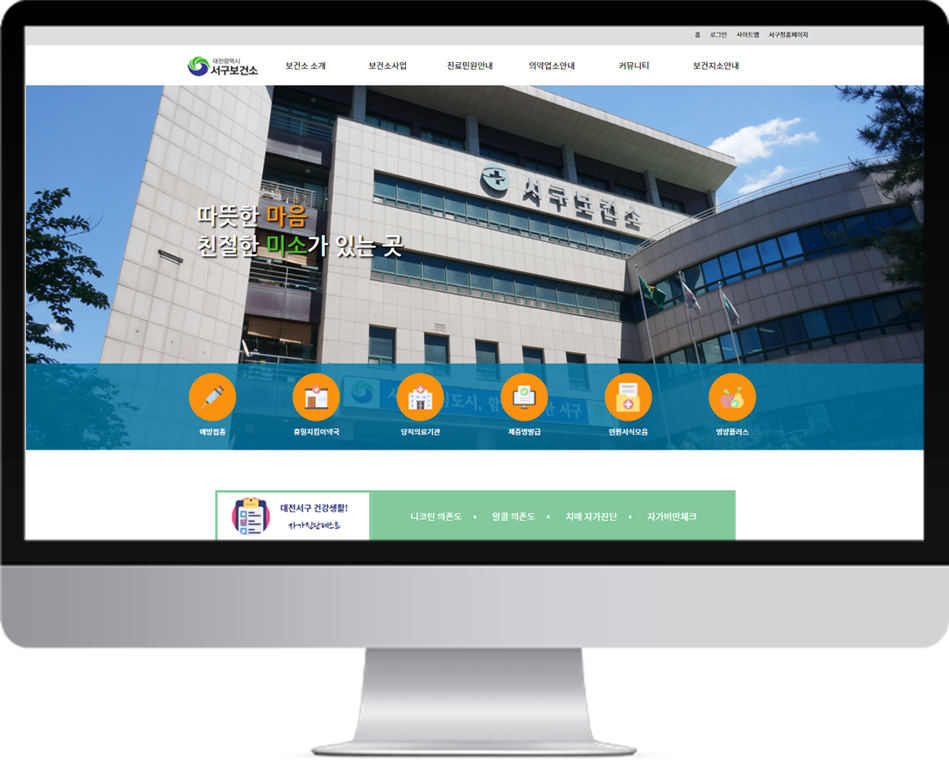 홈 로그인 사이트맵 서구청홈페이지
대전광역시
서구보건소
보건소 소개 보건소사업 진료민원안내 의약업소안내 커뮤니티 보건지소안내
서구보건소
따뜻한 마음
친절한 미소가 있는 곳
예방접종 휴일지킴이약국 당직의료기관 제증명발급 민원서식모음 영양플러스
대전서구 건강생활!
자가진단테스트
니코틴 의존도 • 알콜 의존도 • 치매 자가진단 • 자가비만체크